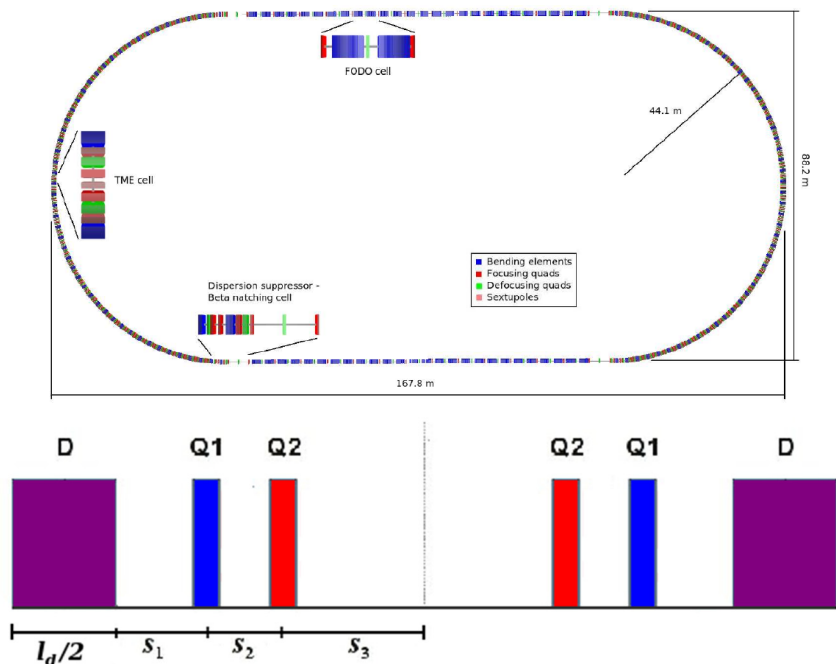 FODO cell
44.1 m
88.2 m
TME cell
Bending elements
Focusing quads
Defocusing quads
Sextupoles
Dispersion suppressor -
Beta natching cell
167.8 m
D Q1 Q2 Q2 Q1 D
l_d/2 s_1 s_2 s_3